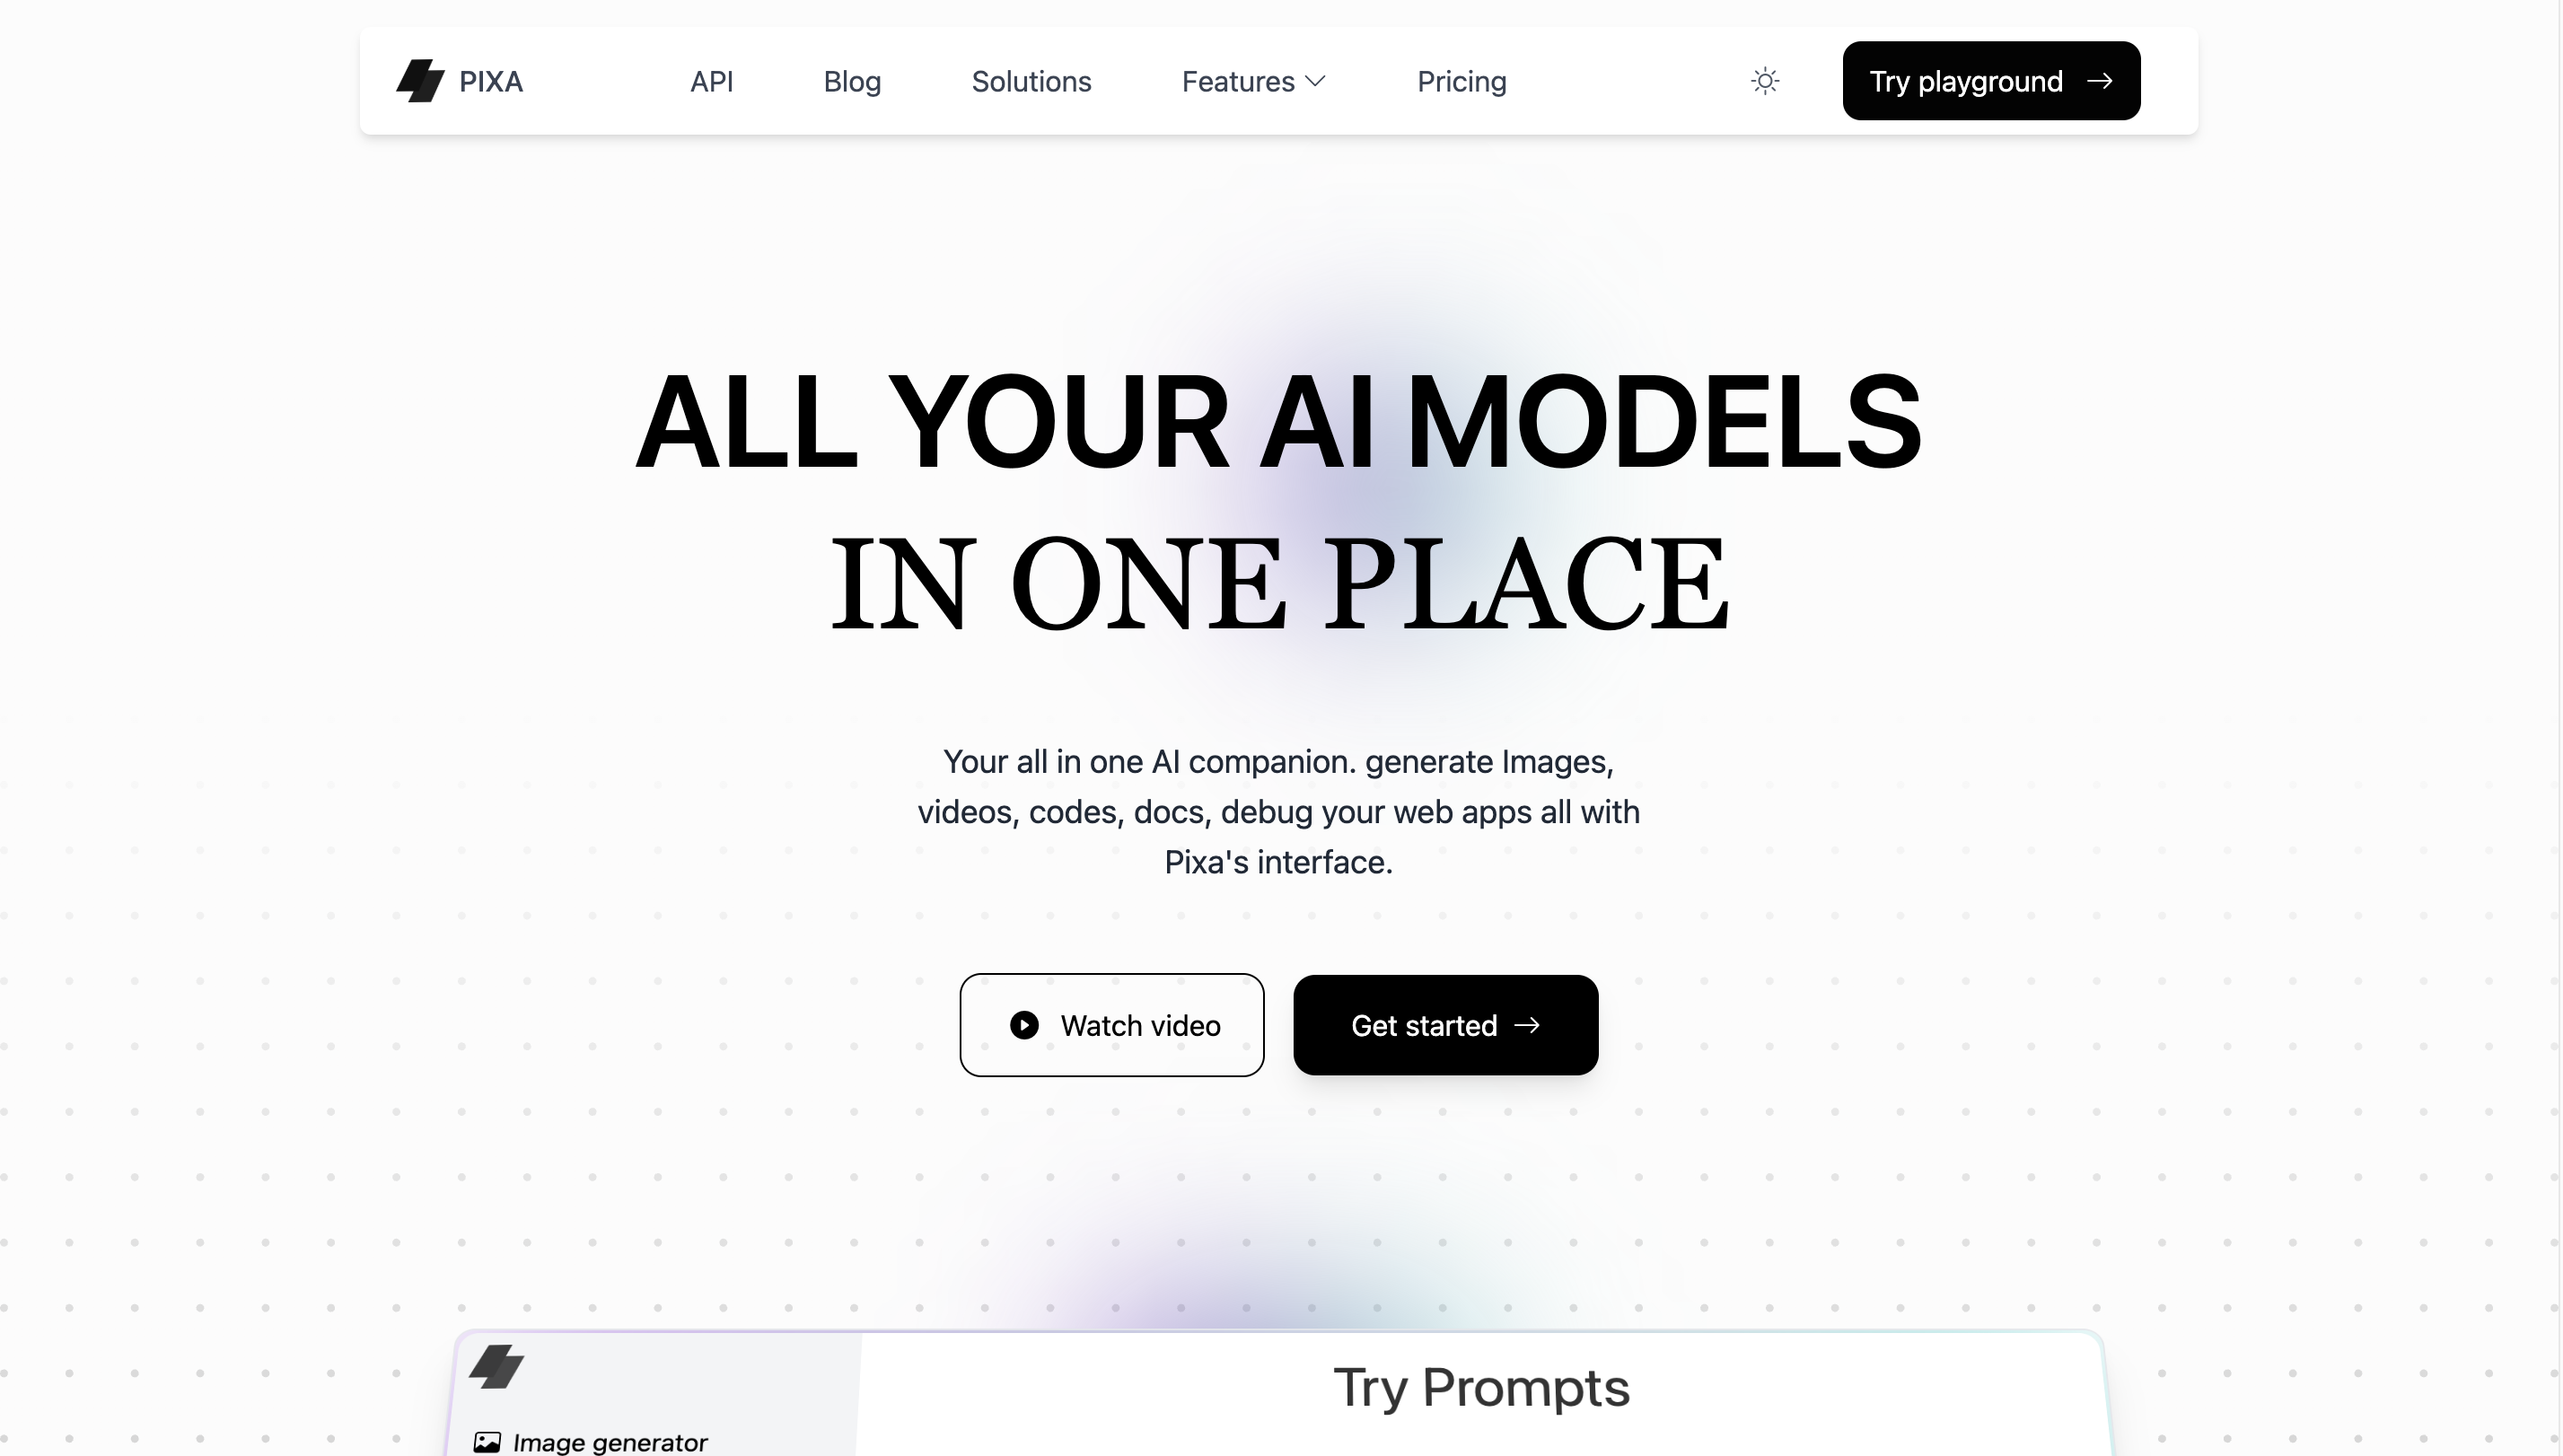 PIXA
API
Blog
Solutions
Features
Pricing
Try playground
ALL YOUR AI MODELS
IN ONE PLACE
Your all in one AI companion. generate Images,
videos, codes, docs, debug your web apps all with
Pixa's interface.
Watch video
Get started
Try Prompts
Image generator